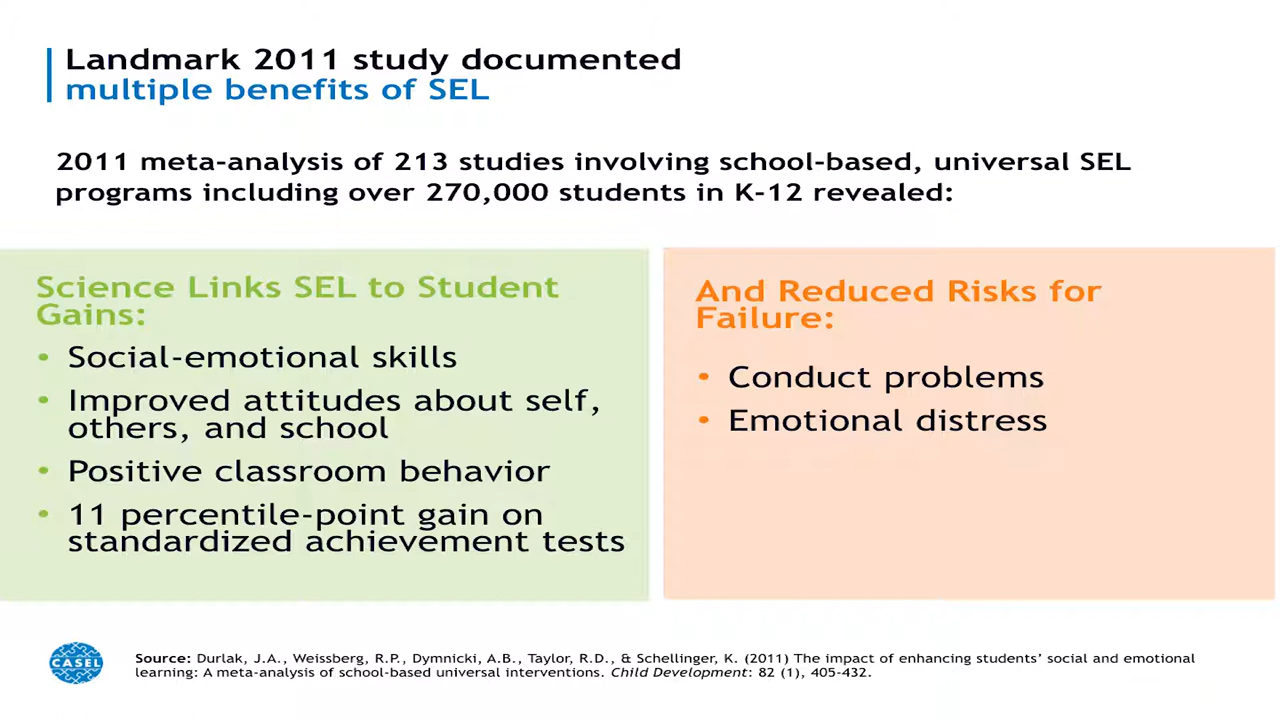 Landmark 2011 study documented
multiple benefits of SEL
2011 meta-analysis of 213 studies involving school-based, universal SEL
programs including over 270,000 students in K-12 revealed:
Science Links SEL to Student
Gains:
• Social-emotional skills
• Improved attitudes about self,
others, and school
• Positive classroom behavior
• 11 percentile-point gain on
standardized achievement tests
And Reduced Risks for
Failure:
• Conduct problems
• Emotional distress
CASEL
Source: Durlak, J.A., Weissberg, R.P., Dymnicki, A.B., Taylor, R.D., & Schellinger, K. (2011) The impact of enhancing students’ social and emotional
learning: A meta-analysis of school-based universal interventions. Child Development: 82 (1), 405-432.